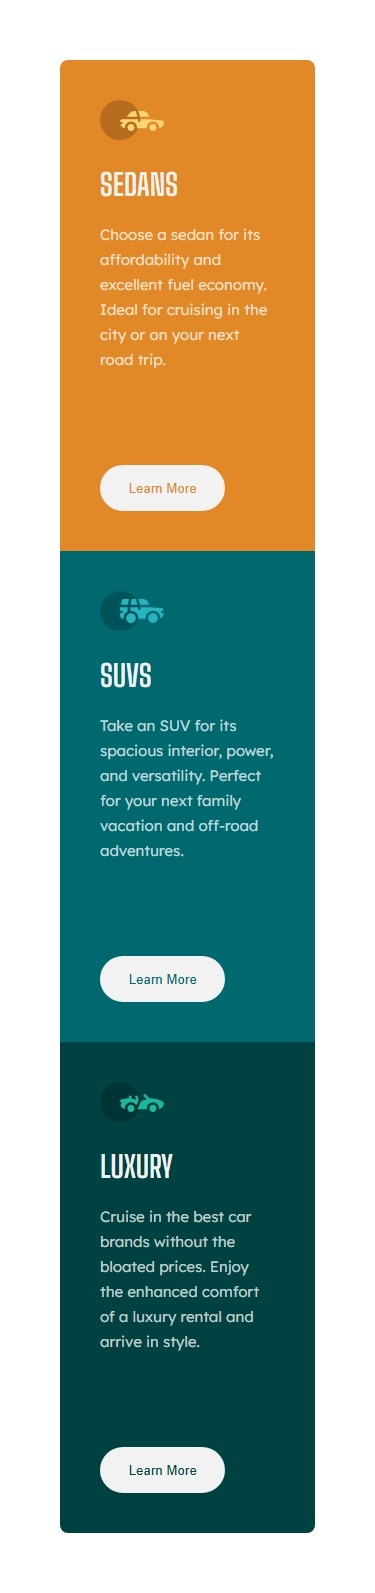 SEDANS
Choose a sedan for its
affordability and
excellent fuel economy.
Ideal for cruising in the
city or on your next
road trip.
Learn More
SUVS
Take an SUV for its
spacious interior, power,
and versatility. Perfect
for your next family
vacation and off-road
adventures.
Learn More
LUXURY
Cruise in the best car
brands without the
bloated prices. Enjoy
the enhanced comfort
of a luxury rental and
arrive in style.
Learn More